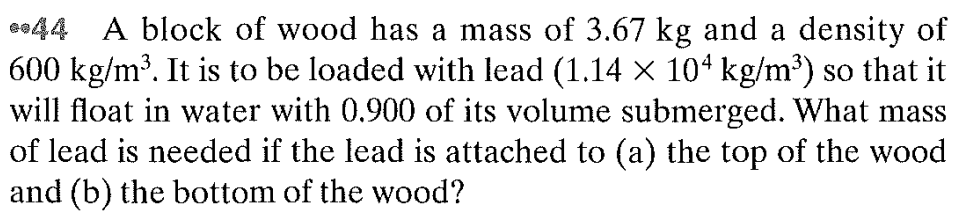 ••44 A block of wood has a mass of 3.67 kg and a density of
600 kg/m³. It is to be loaded with lead (1.14 × 10⁴ kg/m³) so that it
will float in water with 0.900 of its volume submerged. What mass
of lead is needed if the lead is attached to (a) the top of the wood
and (b) the bottom of the wood?